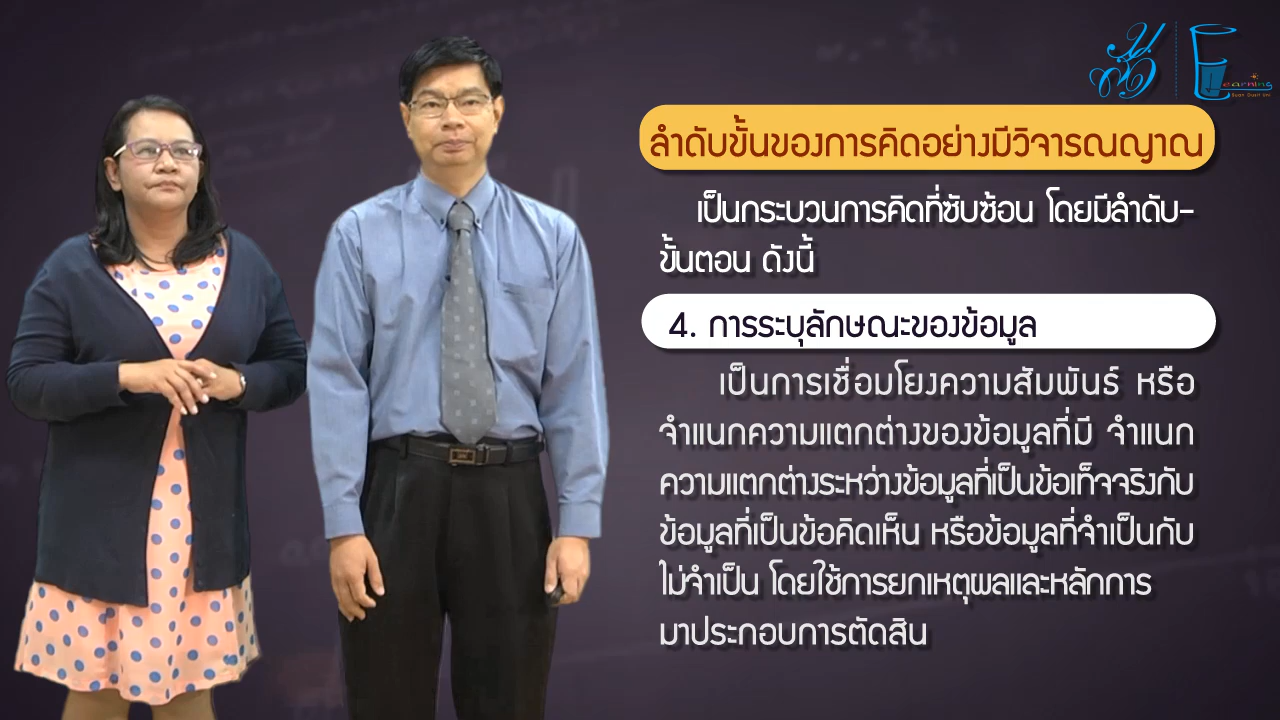 earning
Suan Dusit Uni
ลำดับขั้นของการคิดอย่างมีวิจารณญาณ
เป็นกระบวนการคิดที่ซับซ้อน โดยมีลำดับ-
ขั้นตอน ดังนี้
4. การระบุลักษณะของข้อมูล
เป็นการเชื่อมโยงความสัมพันธ์ หรือ
จำแนกความแตกต่างของข้อมูลที่มี จำแนก
ความแตกต่างระหว่างข้อมูลที่เป็นข้อเท็จจริงกับ
ข้อมูลที่เป็นข้อคิดเห็น หรือข้อมูลที่จำเป็นกับ
ไม่จำเป็น โดยใช้การยกเหตุผลและหลักการ
มาประกอบการตัดสิน